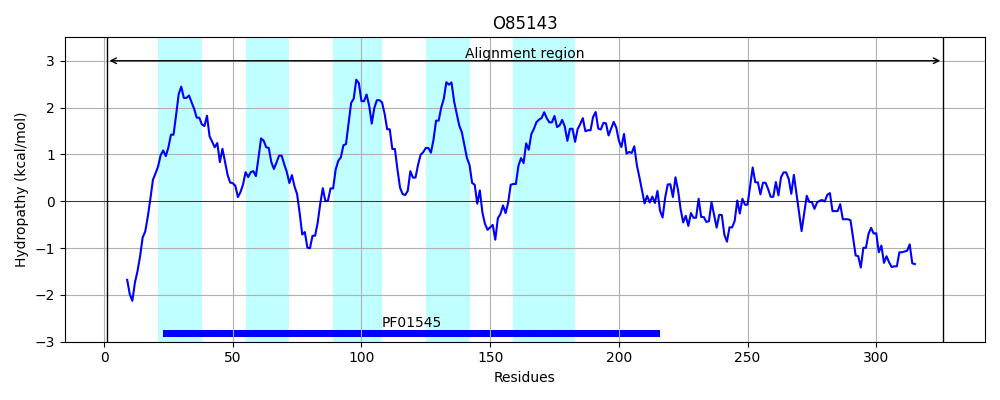 O85143
Alignment region
3
2
1
0
−1
−2
−3
Hydropathy (kcal/mol)
PF01545
0
50
100
150
200
250
300
Residues